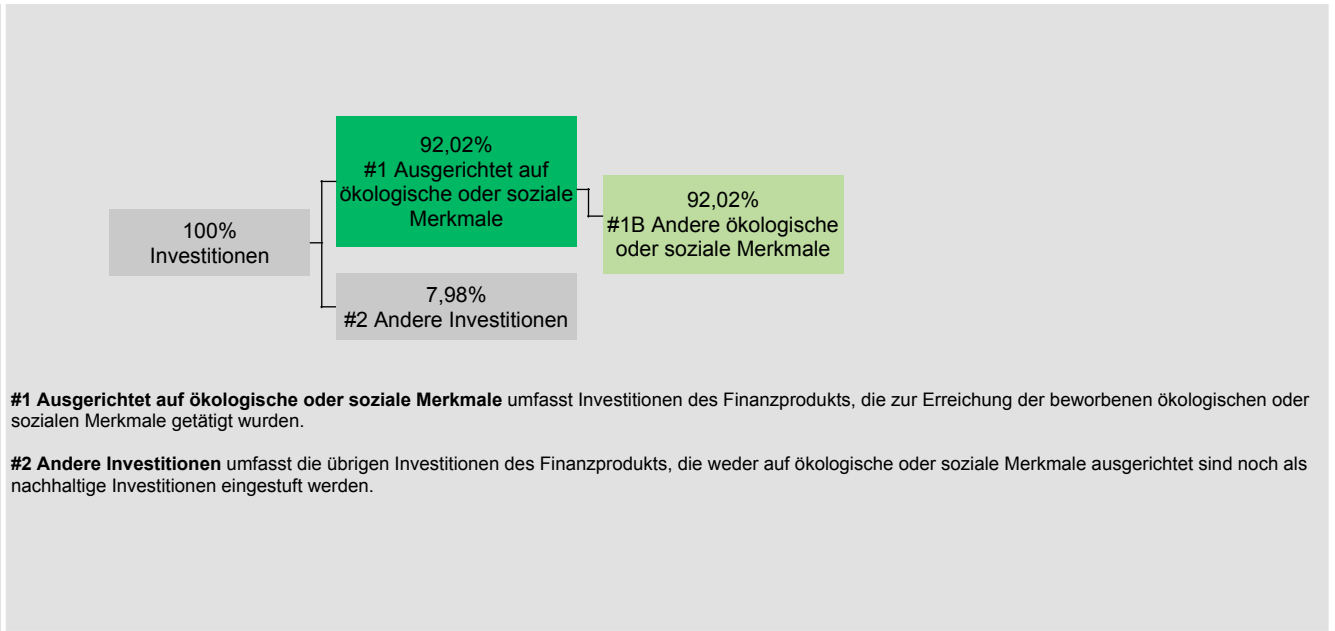 92,02%
#1 Ausgerichtet auf
ökologische oder soziale
Merkmale
92,02%
#1B Andere ökologische
oder soziale Merkmale
100%
Investitionen
7,98%
#2 Andere Investitionen
#1 Ausgerichtet auf ökologische oder soziale Merkmale umfasst Investitionen des Finanzprodukts, die zur Erreichung der beworbenen ökologischen oder
sozialen Merkmale getätigt wurden.
#2 Andere Investitionen umfasst die übrigen Investitionen des Finanzprodukts, die weder auf ökologische oder soziale Merkmale ausgerichtet sind noch als
nachhaltige Investitionen eingestuft werden.